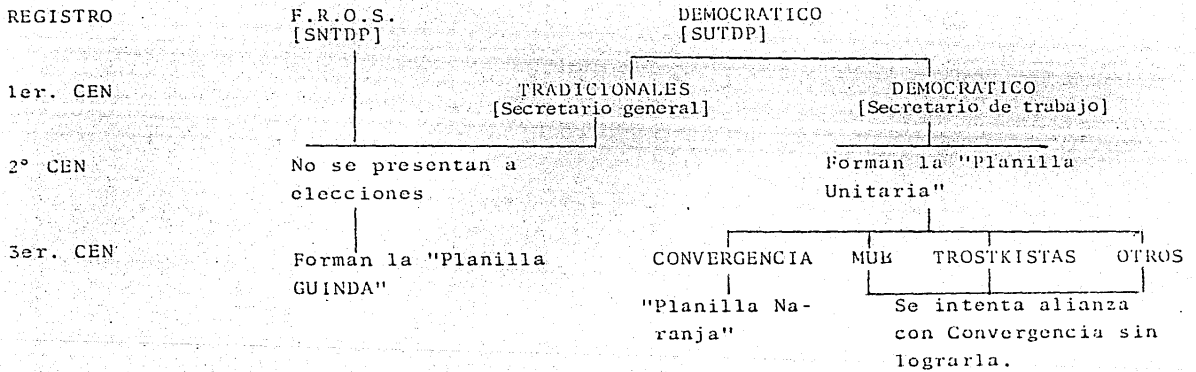 REGISTRO F.R.O.S. DEMOCRATICO
[SNTDP] [SUTDP]
1er. CEN TRADICIONALES DEMOCRATICO
[Secretario general] [Secretario de trabajo]
2° CEN No se presentan a Forman la "Planilla
elecciones Unitaria"
3er. CEN Forman la "Planilla CONVERGENCIA MUR TROSTKISTAS OTROS
GUINDA" "Planilla Na- Se intenta alianza
ranja" con Convergencia sin
lograrla.